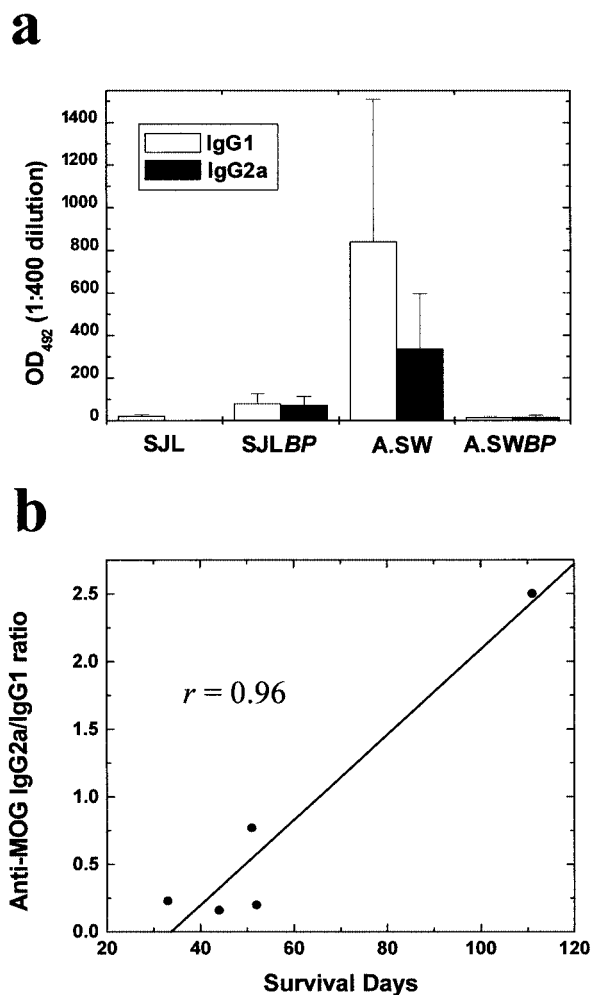 a
OD492 (1:400 dilution)
1400
1200
1000
800
600
400
200
0
IgG1
IgG2a
SJL SJLBP A.SW A.SWBP
b
Anti-MOG IgG2a/IgG1 ratio
2.5
2.0
1.5
1.0
0.5
0.0
r = 0.96
20 40 60 80 100 120
Survival Days